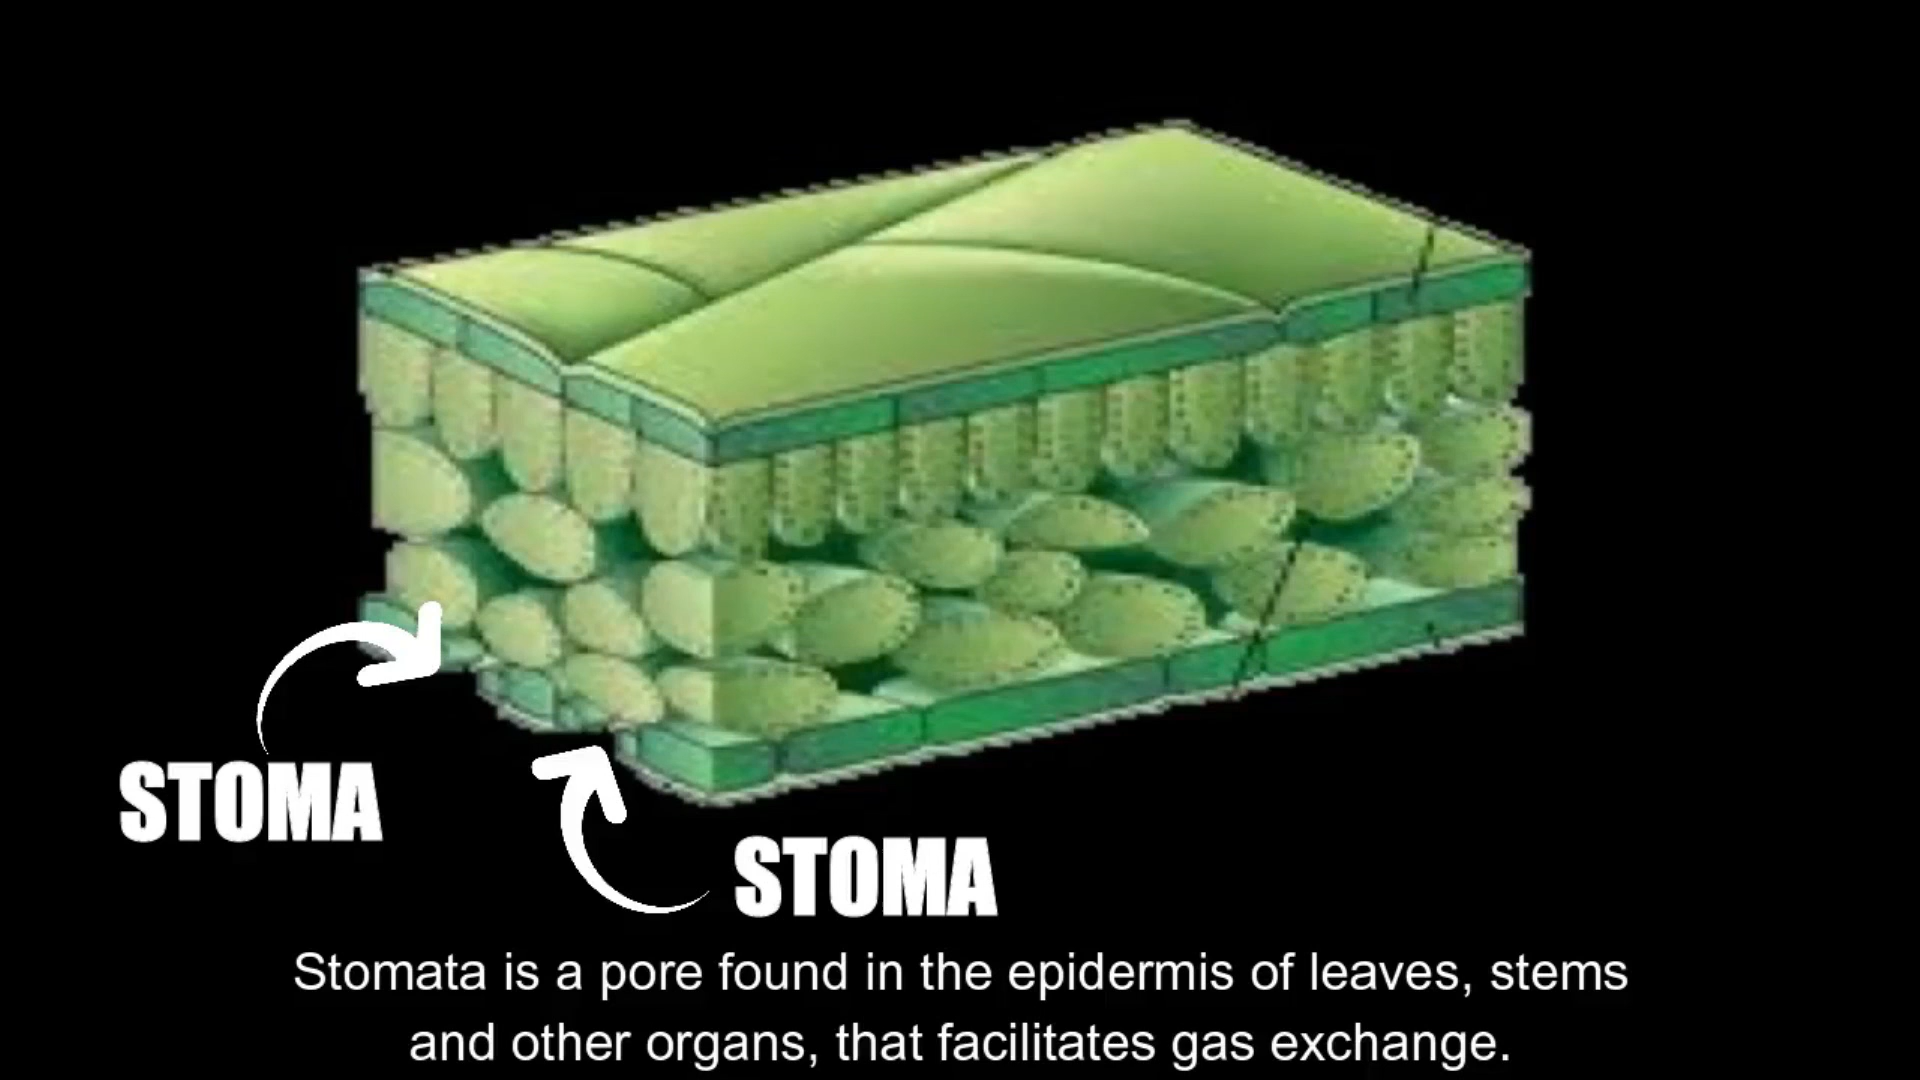 STOMA
STOMA
Stomata is a pore found in the epidermis of leaves, stems
and other organs, that facilitates gas exchange.